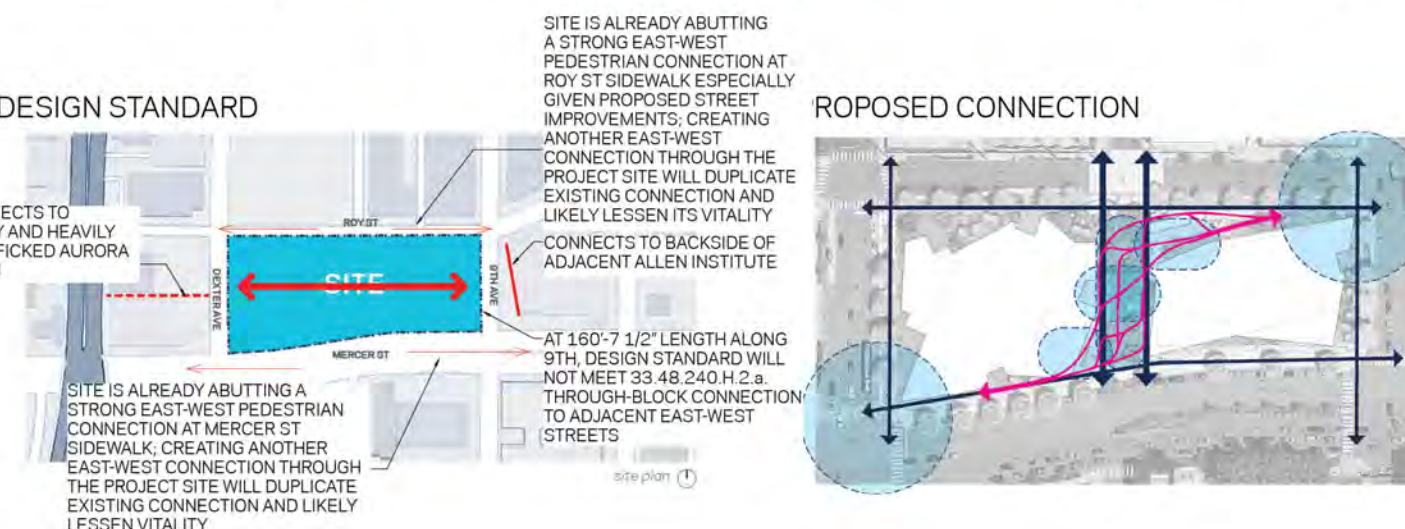 DESIGN STANDARD
ECTS TO
Y AND HEAVILY
FICKED AURORA
ROY ST
SITE
DEXTER AVE
9TH AVE
MERCER ST
SITE IS ALREADY ABUTTING A
STRONG EAST-WEST PEDESTRIAN
CONNECTION AT MERCER ST
SIDEWALK; CREATING ANOTHER
EAST-WEST CONNECTION THROUGH
THE PROJECT SITE WILL DUPLICATE
EXISTING CONNECTION AND LIKELY
LESSEN VITALITY
SITE IS ALREADY ABUTTING
A STRONG EAST-WEST
PEDESTRIAN CONNECTION AT
ROY ST SIDEWALK ESPECIALLY
GIVEN PROPOSED STREET
IMPROVEMENTS; CREATING
ANOTHER EAST-WEST
CONNECTION THROUGH THE
PROJECT SITE WILL DUPLICATE
EXISTING CONNECTION AND
LIKELY LESSEN ITS VITALITY
CONNECTS TO BACKSIDE OF
ADJACENT ALLEN INSTITUTE
AT 160'-7 1/2" LENGTH ALONG
9TH, DESIGN STANDARD WILL
NOT MEET 33.48.240.H.2.a.
THROUGH-BLOCK CONNECTION
TO ADJACENT EAST-WEST
STREETS
site plan
ROPOSED CONNECTION